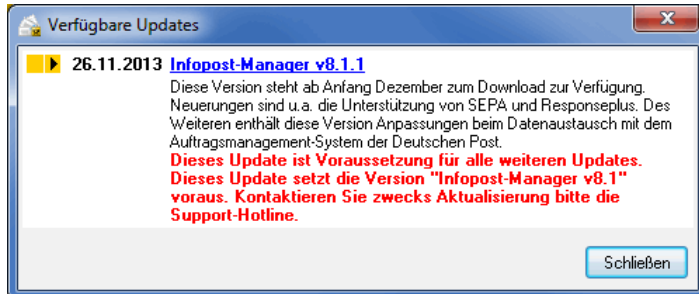 Verfügbare Updates
26.11.2013 Infopost-Manager v8.1.1
Diese Version steht ab Anfang Dezember zum Download zur Verfügung.
Neuerungen sind u.a. die Unterstützung von SEPA und Responseplus. Des
Weiteren enthält diese Version Anpassungen beim Datenaustausch mit dem
Auftragsmanagement-System der Deutschen Post.
Dieses Update ist Voraussetzung für alle weiteren Updates.
Dieses Update setzt die Version "Infopost-Manager v8.1"
voraus. Kontaktieren Sie zwecks Aktualisierung bitte die
Support-Hotline.
Schließen